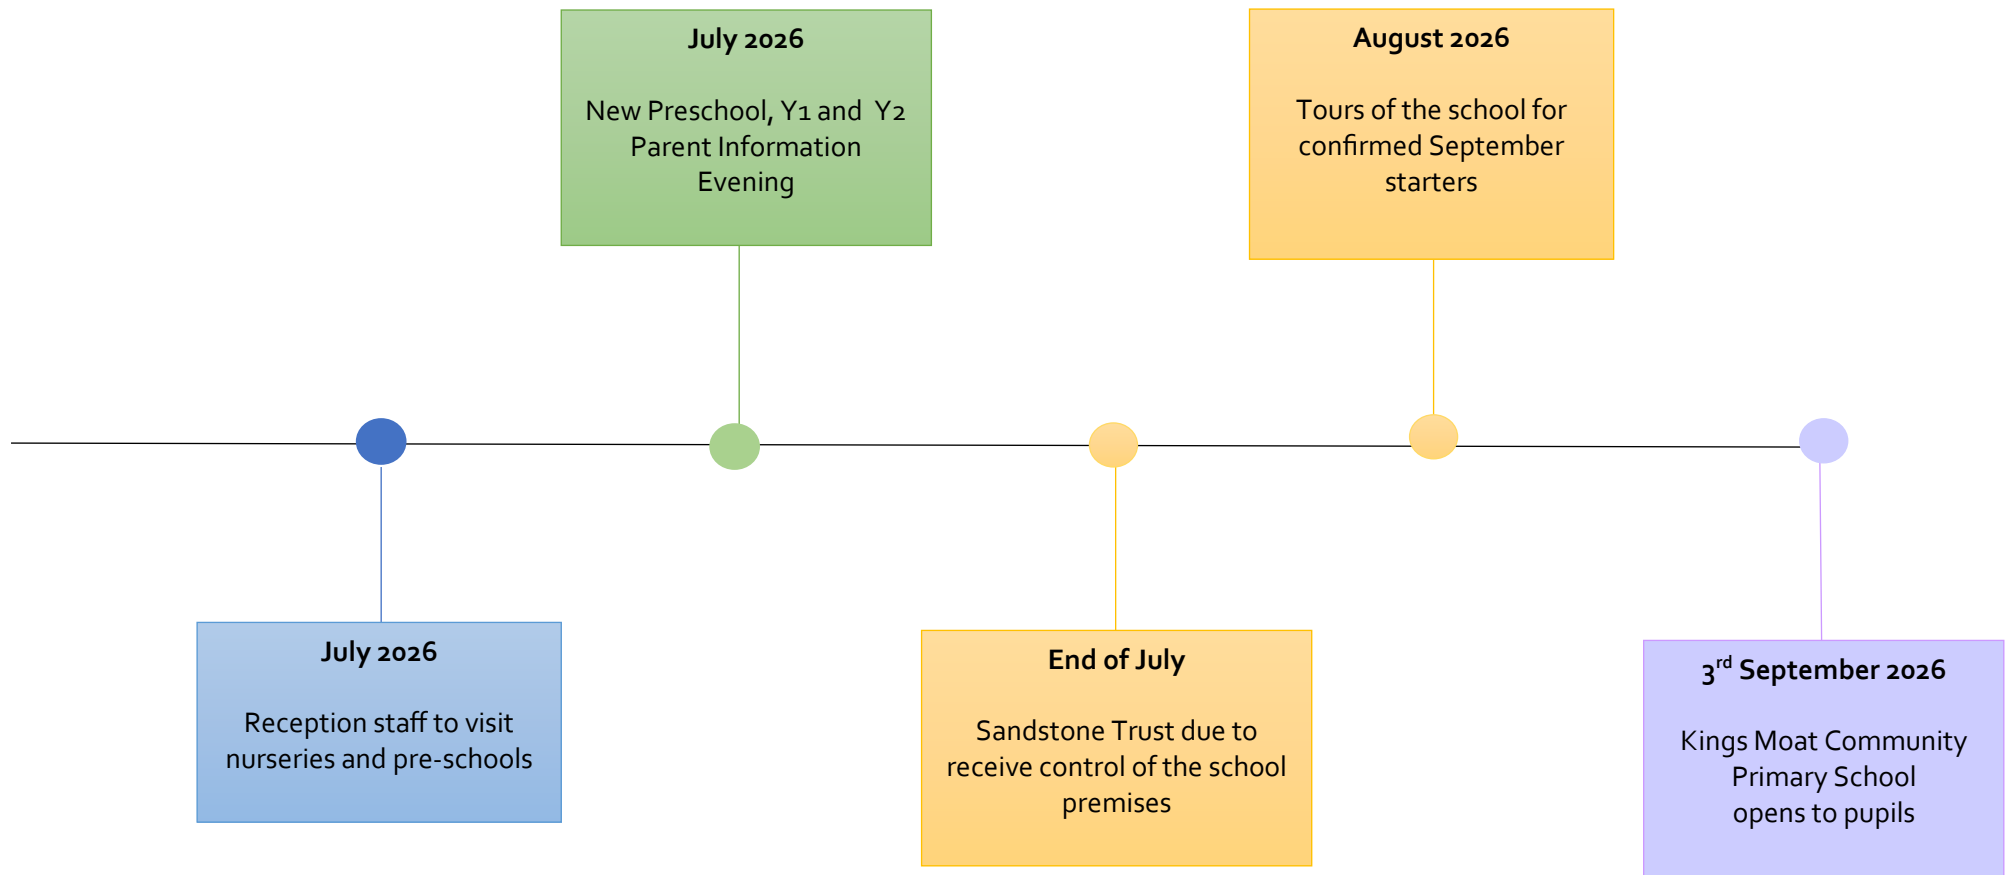 July 2026
New Preschool, Y1 and  Y2
Parent Information
Evening
August 2026
Tours of the school for
confirmed September
starters
July 2026
Reception staff to visit
nurseries and pre-schools
End of July
Sandstone Trust due to
receive control of the school
premises
3rd September 2026
Kings Moat Community
Primary School
opens to pupils